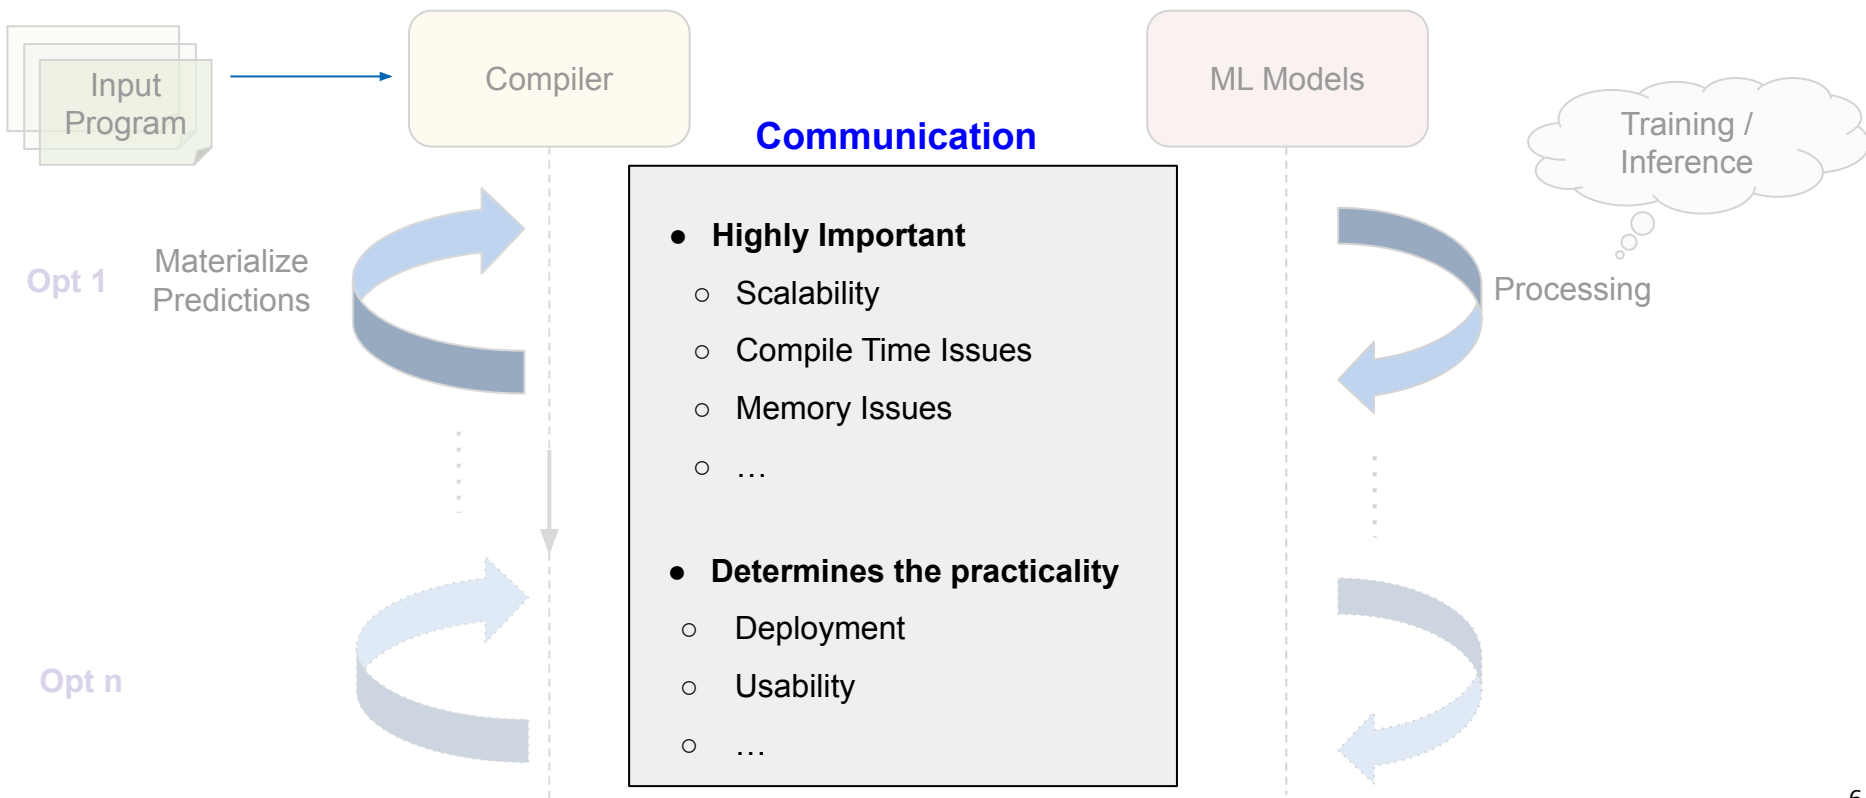 Input
Program
Compiler
ML Models
Training /
Inference
Communication
Opt 1
Materialize
Predictions
● Highly Important
○ Scalability
○ Compile Time Issues
○ Memory Issues
○ …
● Determines the practicality
○ Deployment
○ Usability
○ …
Processing
Opt n
6